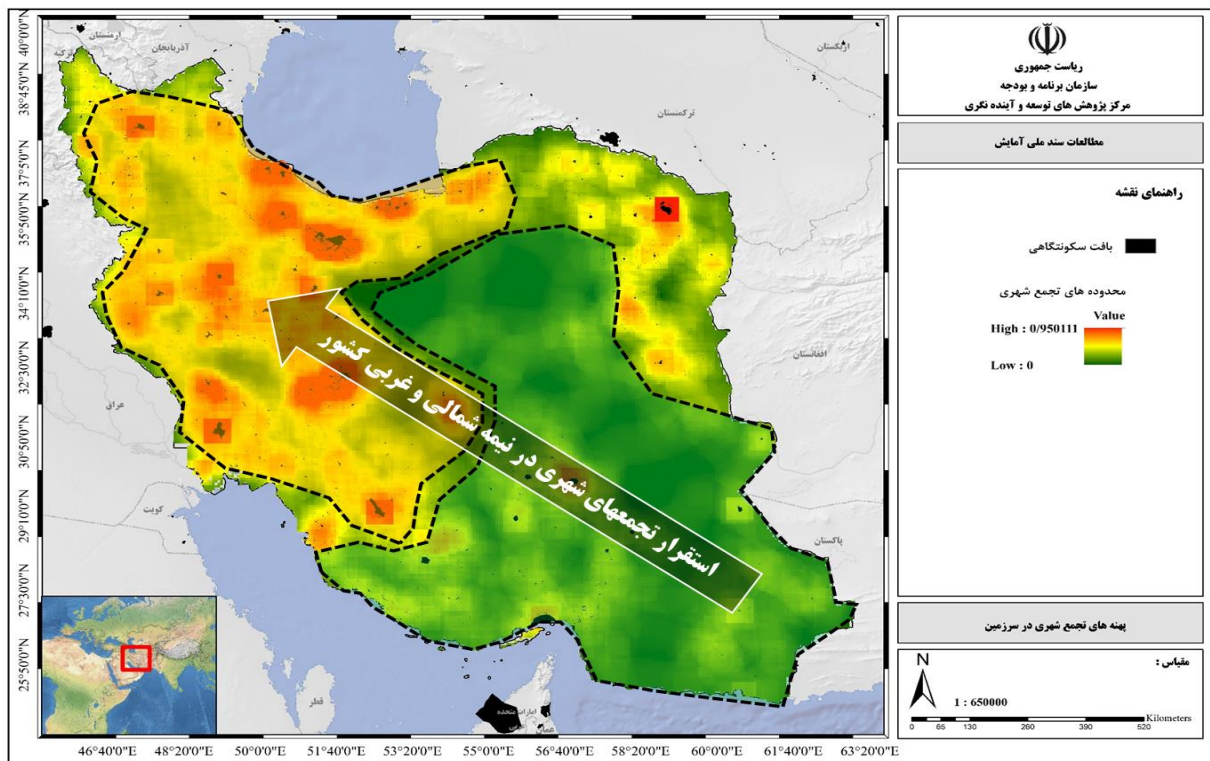 ریاست جمهوری
سازمان برنامه و بودجه
مرکز پژوهش های توسعه و آینده نگری
مطالعات سند ملی آمایش
راهنمای نقشه
بافت سکونتگاهی
محدوده های تجمع شهری
Value
High : 0/950111
Low : 0
پهنه های تجمع شهری در سرزمین
مقیاس :
N
1 : 650000
Kilometers
0 65 130 260 390 520
استقرار تجمعهای شهری در نیمه شمالی و غربی کشور
ارمنستان
ترکیه
آذربایجان
ازبکستان
ترکمنستان
افغانستان
پاکستان
عراق
کویت
قطر
امارات متحده
عمان
40°0'0"N
38°45'0"N
37°5'0"N
35°50'0"N
34°10'0"N
32°30'0"N
30°50'0"N
29°10'0"N
27°30'0"N
25°50'0"N
46°40'0"E 48°20'0"E 50°0'0"E 51°40'0"E 53°20'0"E 55°0'0"E 56°40'0"E 58°20'0"E 60°0'0"E 61°40'0"E 63°20'0"E